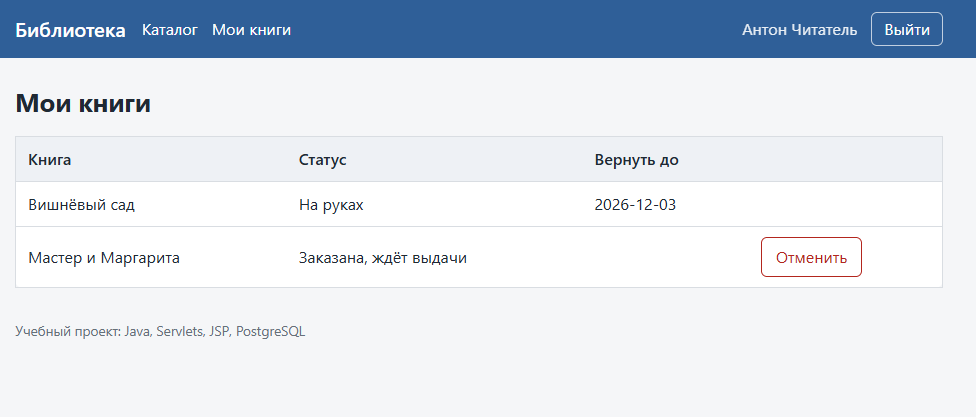 Библиотека Каталог Мои книги Антон Читатель Выйти
Мои книги
Книга Статус Вернуть до
Вишнёвый сад На руках 2026-12-03
Мастер и Маргарита Заказана, ждёт выдачи Отменить
Учебный проект: Java, Servlets, JSP, PostgreSQL